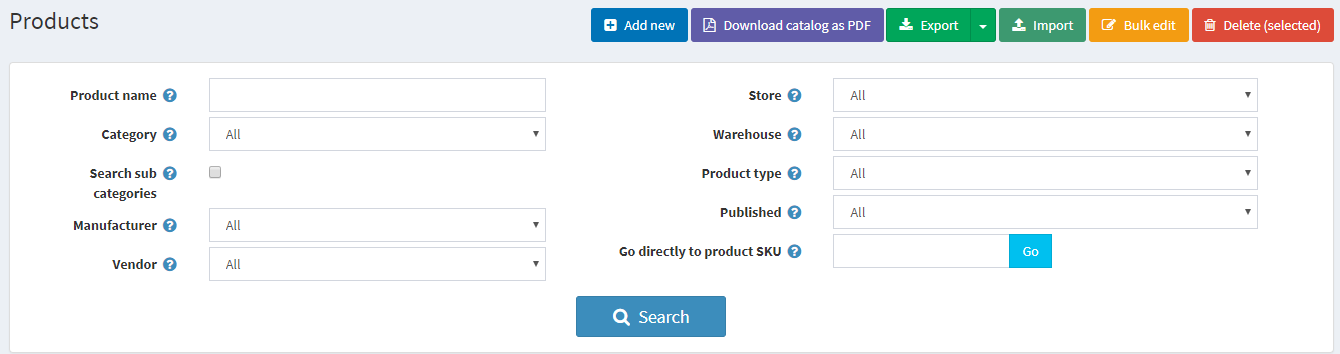 Products
Add new
Download catalog as PDF
Export
Import
Bulk edit
Delete (selected)
Product name ?
Category ? All
Search sub categories ?
Manufacturer ? All
Vendor ? All
Store ? All
Warehouse ? All
Product type ? All
Published ? All
Go directly to product SKU ? Go
Search